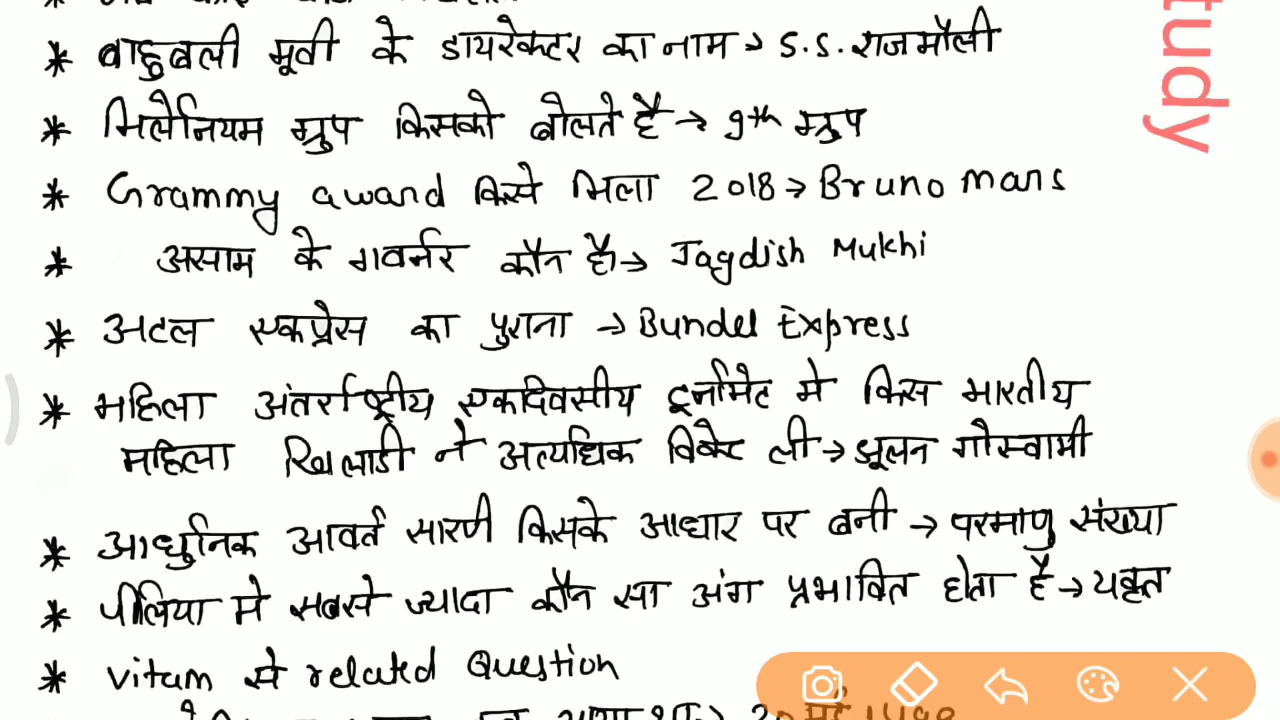 * बाहुबली मूवी के डायरेक्टर का नाम → S.S. राजमौली
* मिलेनियम ग्रुप किसको बोलते है → 9th ग्रुप
* Grammy award किसे मिला 2018 → Bruno mars
* असाम के गवर्नर कौन है → Jagdish Mukhi
* अटल एकप्रेस का पुराना → Bundel Express
* महिला अंतर्राष्ट्रीय एकदिवसीय टूर्नामेट मे किस भारतीय
महिला खिलाडी ने अत्यधिक विकेट ली → झूलन गौस्वामी
* आधुनिक आवर्त सारणी किसके आधार पर बनी → परमाणु संख्या
* पीलिया मे सबसे ज्यादा कौन सा अंग प्रभावित होता है → यकृत
* vitam से related Question
tudy